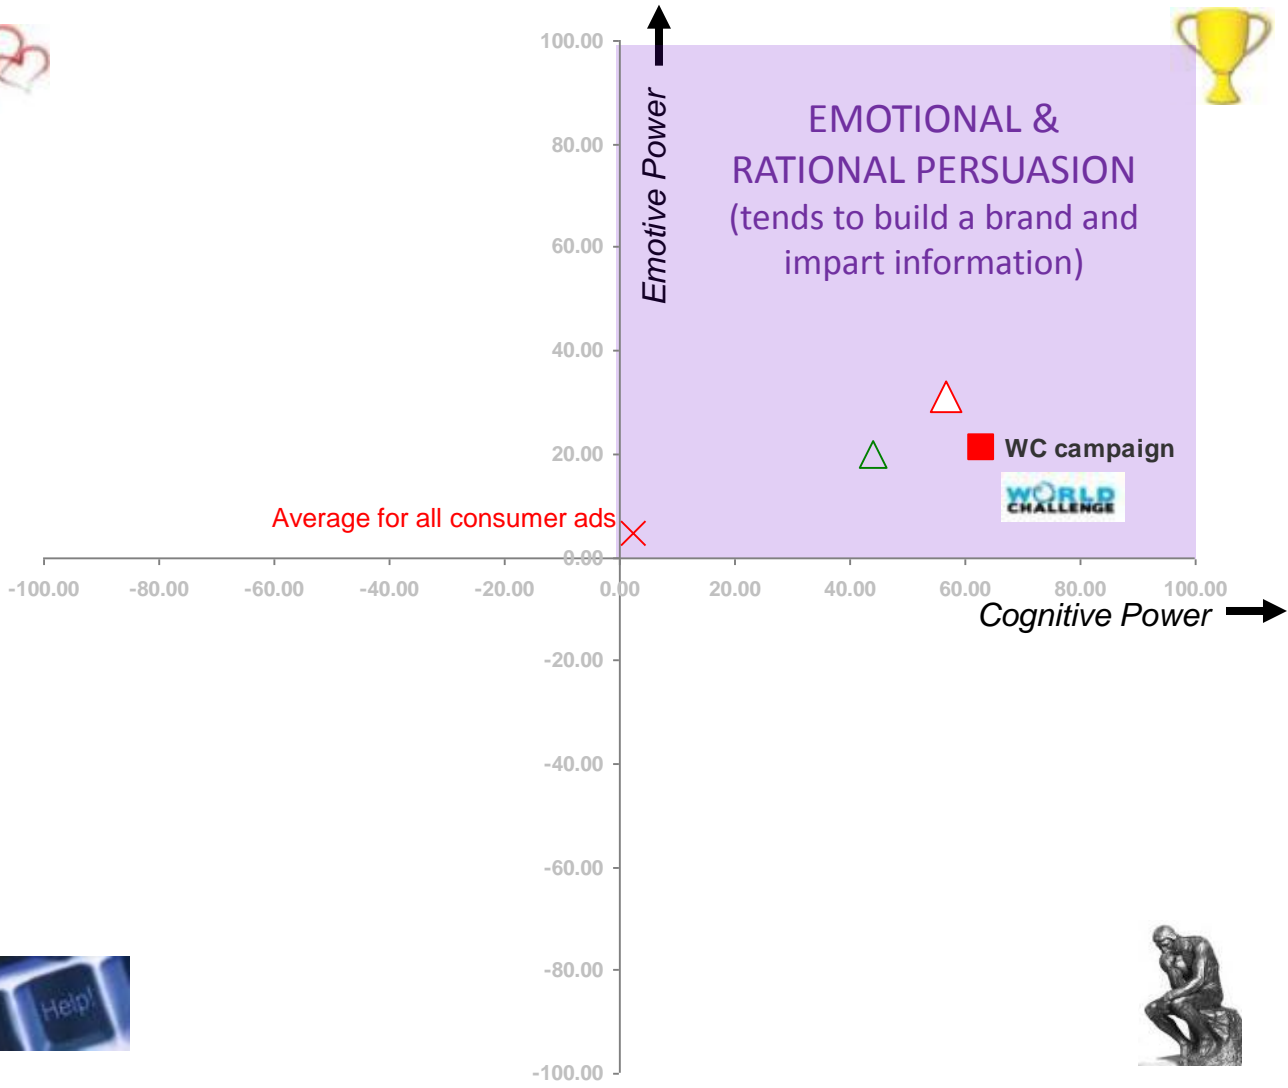 100.00
Emotive Power
EMOTIONAL &
RATIONAL PERSUASION
(tends to build a brand and
impart information)
80.00
60.00
40.00
20.00
WC campaign
WORLD
CHALLENGE
Average for all consumer ads
0.00
-100.00 -80.00 -60.00 -40.00 -20.00 0.00 20.00 40.00 60.00 80.00 100.00
Cognitive Power
-20.00
-40.00
-60.00
-80.00
Help!
-100.00